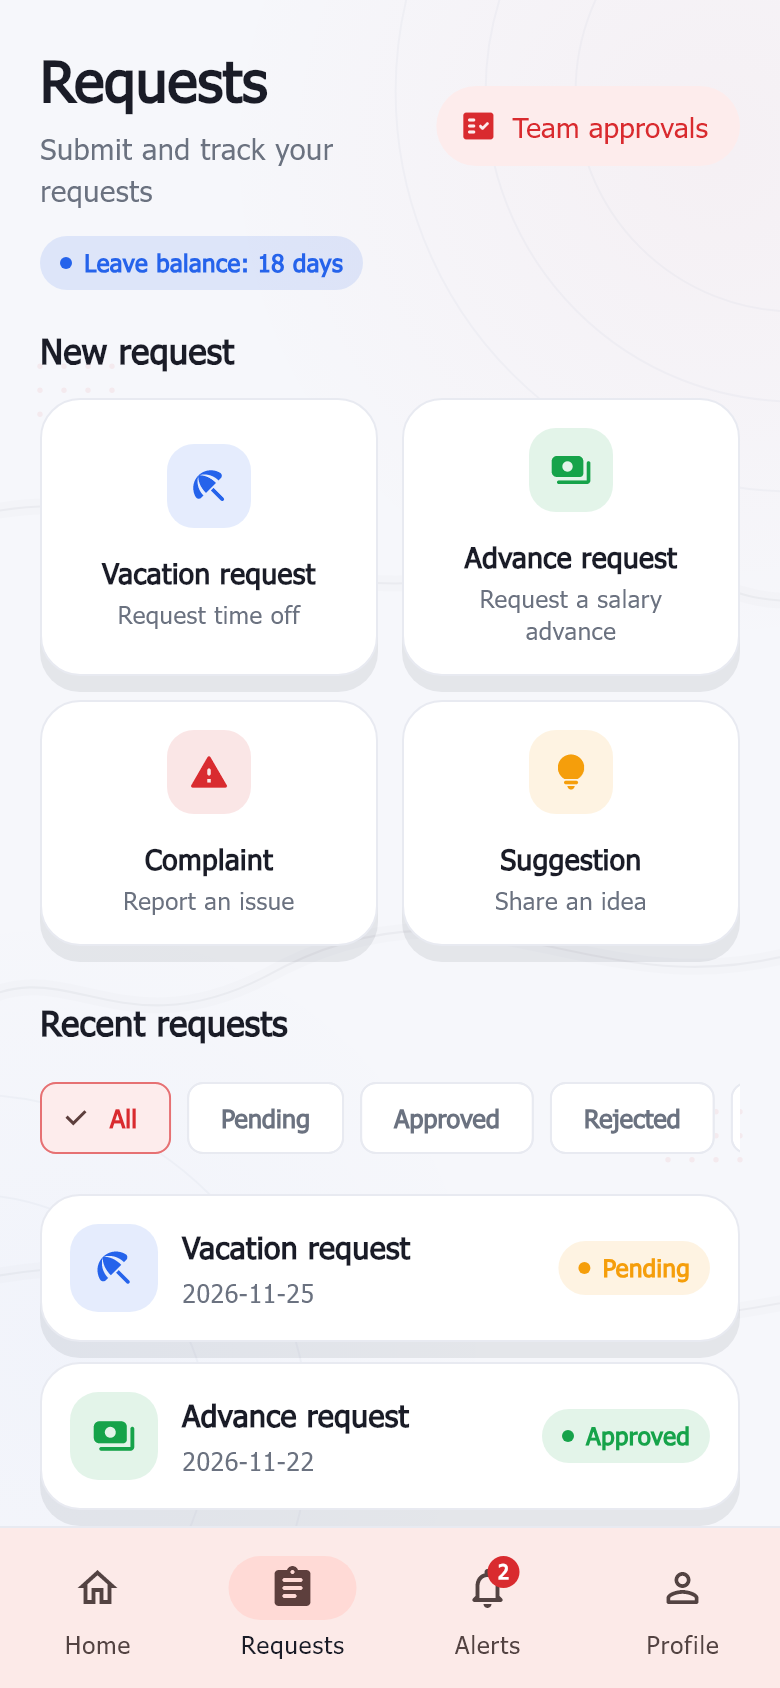 Requests
Submit and track your
requests
Team approvals
Leave balance: 18 days
New request
Vacation request
Request time off
Advance request
Request a salary
advance
Complaint
Report an issue
Suggestion
Share an idea
Recent requests
All
Pending
Approved
Rejected
Vacation request
2026-11-25
Pending
Advance request
2026-11-22
Approved
Home
Requests
2
Alerts
Profile